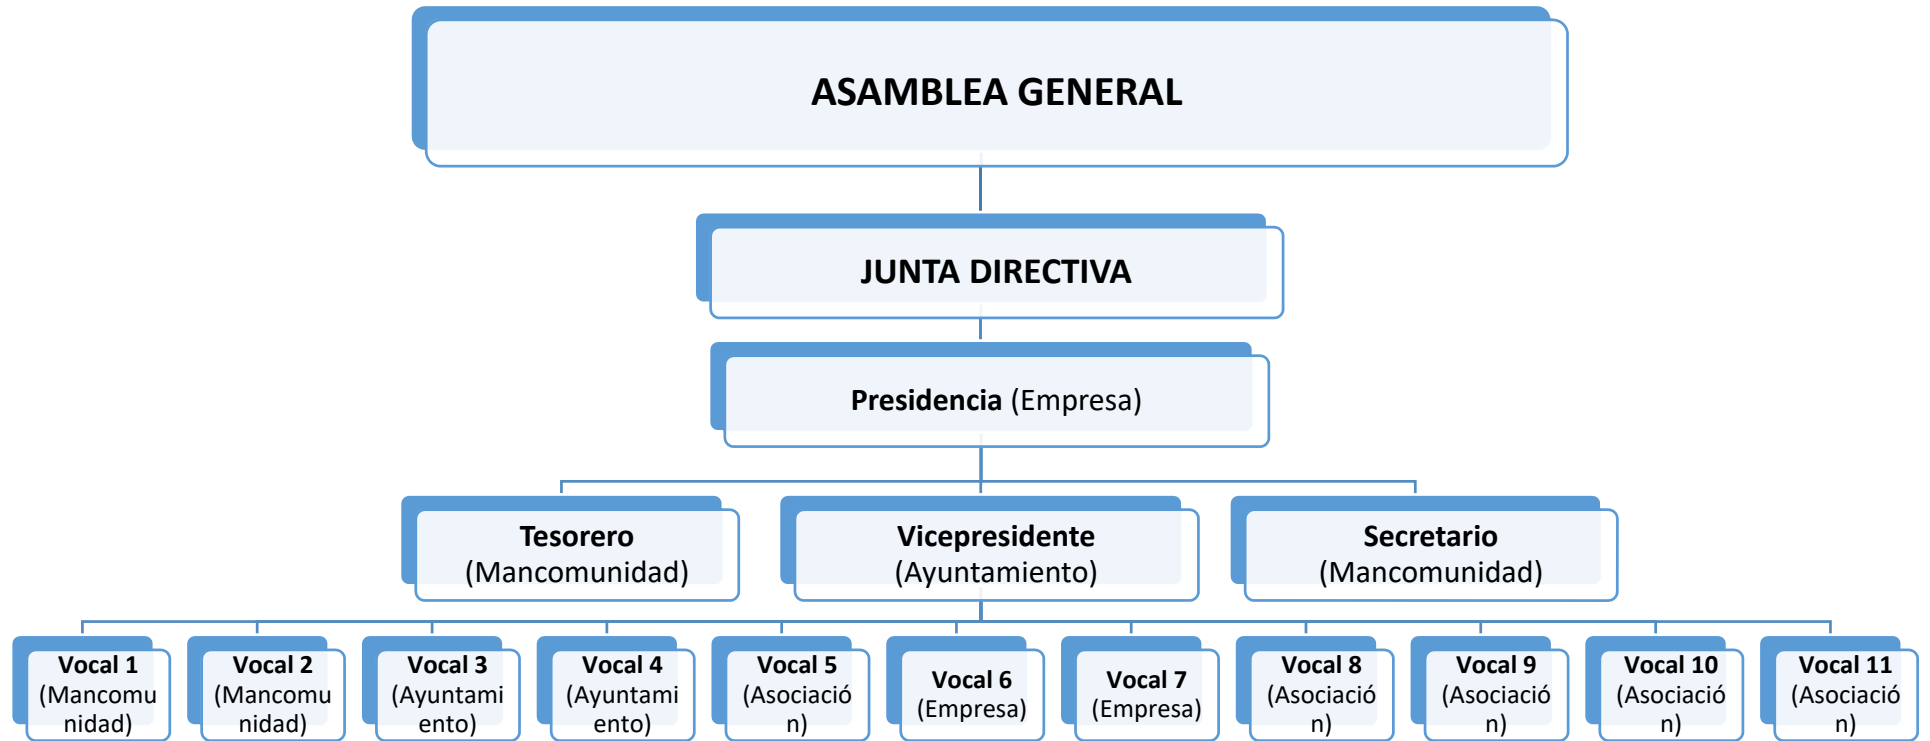 ASAMBLEA GENERAL
JUNTA DIRECTIVA
Presidencia (Empresa)
Tesorero
(Mancomunidad)
Vicepresidente
(Ayuntamiento)
Secretario
(Mancomunidad)
Vocal 1
(Mancomu
nidad)
Vocal 2
(Mancomu
nidad)
Vocal 3
(Ayuntami
ento)
Vocal 4
(Ayuntami
ento)
Vocal 5
(Asociació
n)
Vocal 6
(Empresa)
Vocal 7
(Empresa)
Vocal 8
(Asociació
n)
Vocal 9
(Asociació
n)
Vocal 10
(Asociació
n)
Vocal 11
(Asociació
n)